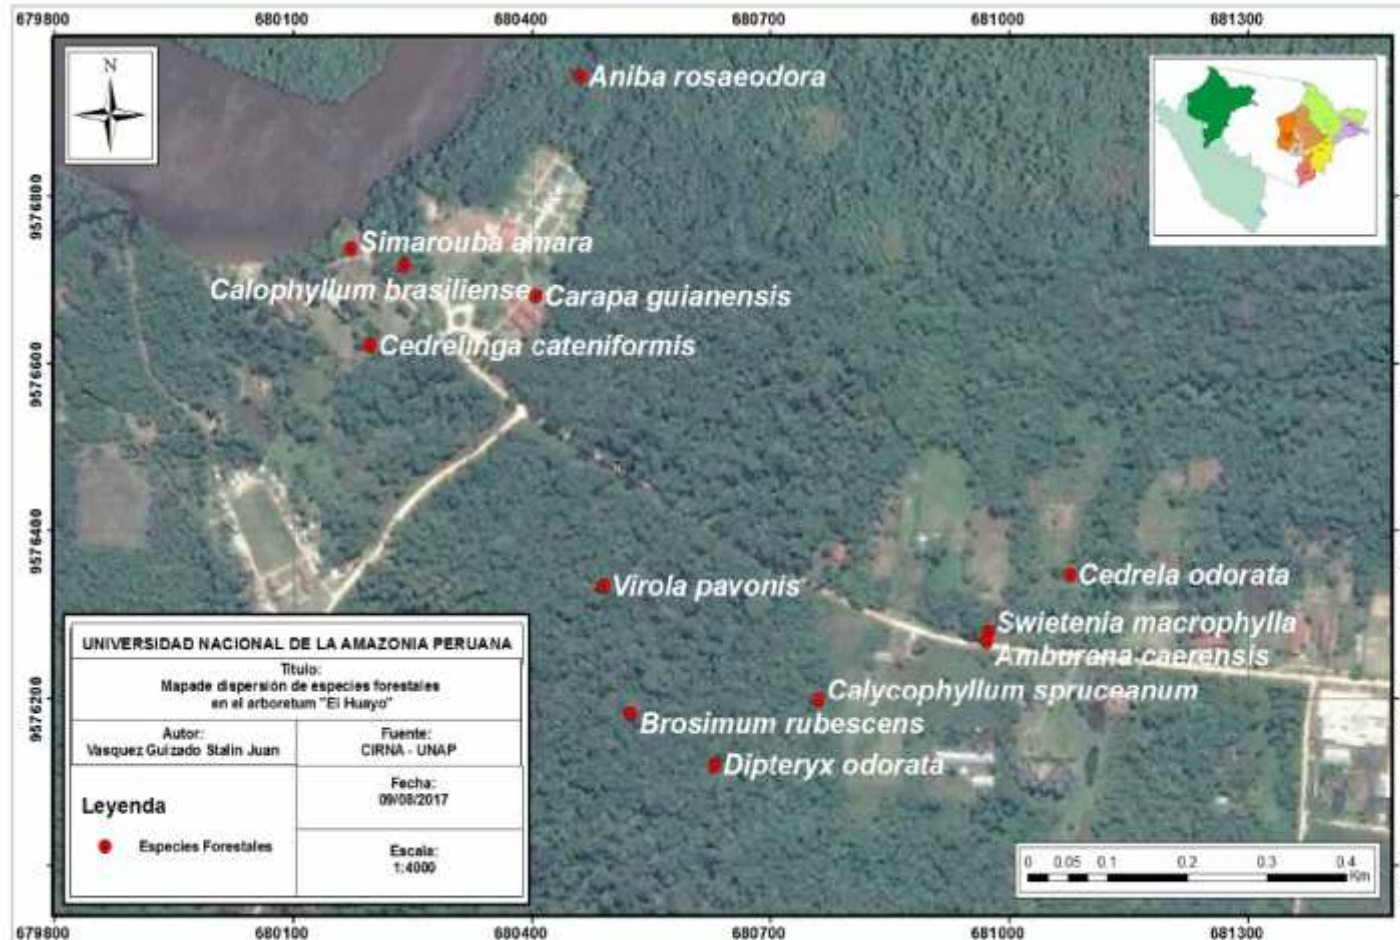 679800 680100 680400 680700 681000 681300
N
Aniba rosaeodora
9576800
Simarouba amara
Calophyllum brasiliense
Carapa guianensis
Cedrelinga cateniformis
9576600
9576400
Virola pavonis
Cedrela odorata
Swietenia macrophylla
Amburana caerensis
Calycophyllum spruceanum
9576200
Brosimum rubescens
Dipteryx odorata
UNIVERSIDAD NACIONAL DE LA AMAZONIA PERUANA
Titulo:
Mapade dispersión de especies forestales
en el arboretum "El Huayo"
Autor:
Vasquez Guizado Stalin Juan
Fuente:
CIRNA - UNAP
Fecha:
09/08/2017
Leyenda
Especies Forestales
Escala:
1:4000
0 0.05 0.1 0.2 0.3 0.4
Km
679800 680100 680400 680700 681000 681300